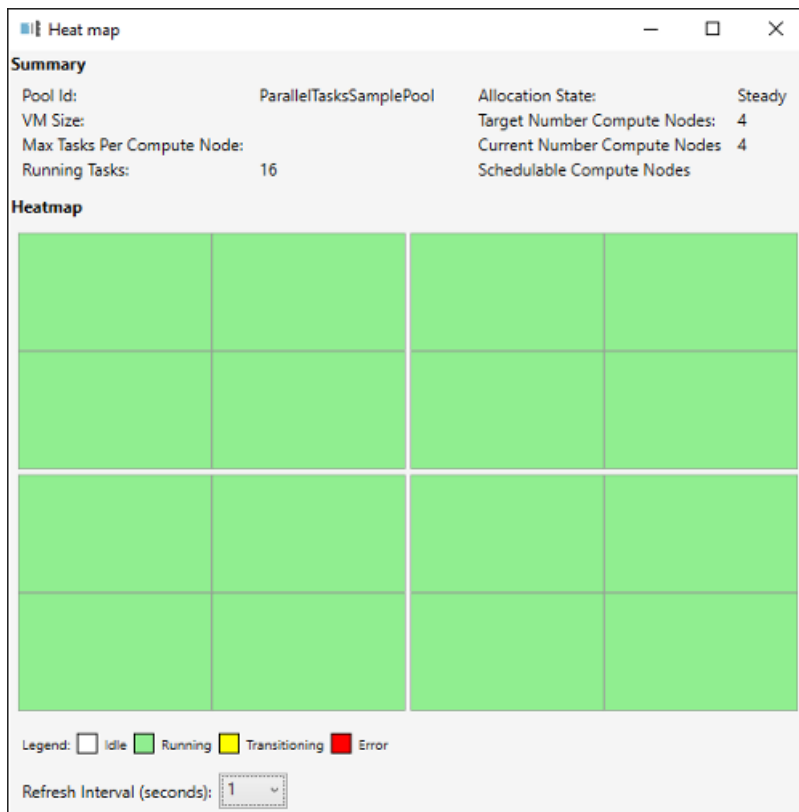 Heat map
Summary
Pool Id: ParallelTasksSamplePool Allocation State: Steady
VM Size: Target Number Compute Nodes: 4
Max Tasks Per Compute Node: Current Number Compute Nodes 4
Running Tasks: 16 Schedulable Compute Nodes
Heatmap
Legend: Idle Running Transitioning Error
Refresh Interval (seconds): 1